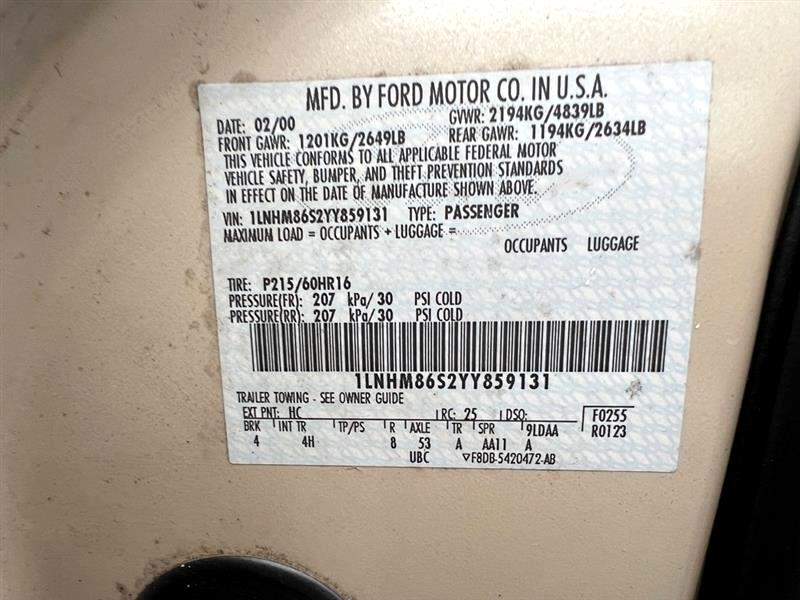 MFD. BY FORD MOTOR CO. IN U.S.A.
DATE: 02/00 GVWR: 2194KG/4839LB
FRONT GAWR: 1201KG/2649LB REAR GAWR: 1194KG/2634LB
THIS VEHICLE CONFORMS TO ALL APPLICABLE FEDERAL MOTOR
VEHICLE SAFETY, BUMPER, AND THEFT PREVENTION STANDARDS
IN EFFECT ON THE DATE OF MANUFACTURE SHOWN ABOVE.
VIN: 1LNHM86S2YY859131 TYPE: PASSENGER
MAXIMUM LOAD = OCCUPANTS + LUGGAGE =
OCCUPANTS LUGGAGE
TIRE: P215/60HR16
PRESSURE(FR): 207 kPa/30 PSI COLD
PRESSURE(RR): 207 kPa/30 PSI COLD
1LNHM86S2YY859131
TRAILER TOWING - SEE OWNER GUIDE
EXT PNT: HC RC: 25 DSO: F0255
BRK INT TR TP/PS R AXLE TR SPR 9LDAA R0123
4 4H 8 53 A AA11 A
UBC F8DB-5420472-AB